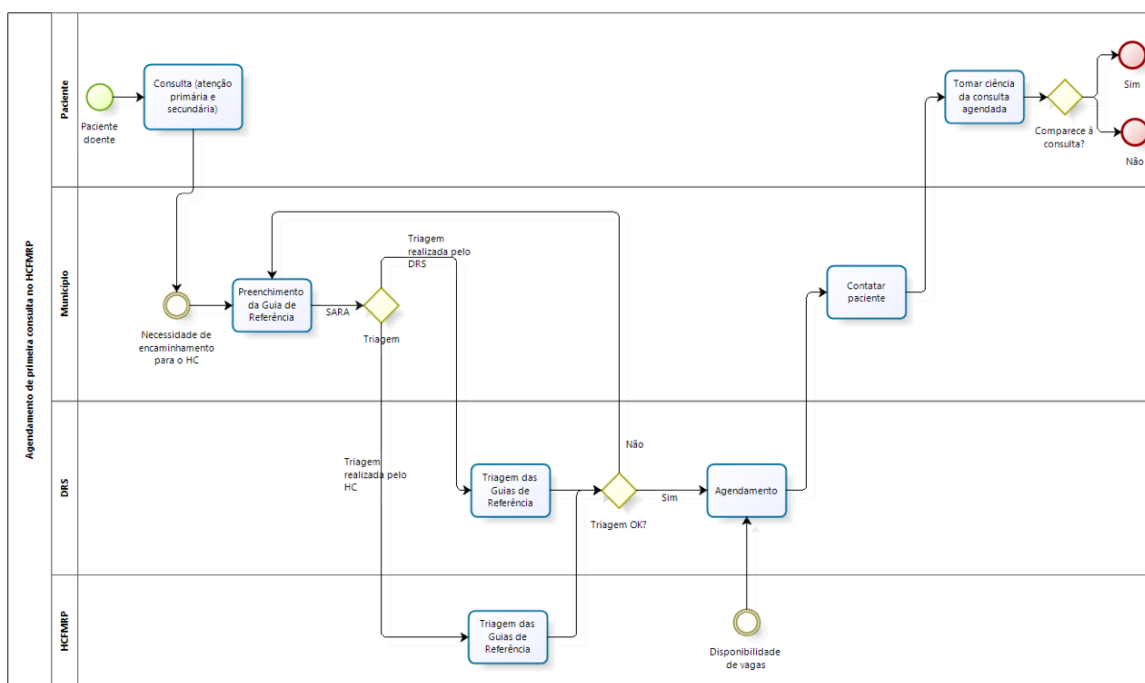 Agendamento de primeira consulta no HCFMRP
Paciente
Paciente
doente
Consulta (atenção
primária e
secundária)
Tomar ciência
da consulta
agendada
Comparece à
consulta?
Sim
Não
Município
Necessidade de
encaminhamento
para o HC
Preenchimento
da Guia de
Referência
SARA
Triagem
Triagem
realizada pelo
DRS
Contatar
paciente
DRS
Triagem
realizada pelo
HC
Triagem das
Guias de
Referência
Não
Triagem OK?
Sim
Agendamento
HCFMRP
Triagem das
Guias de
Referência
Disponibilidade
de vagas